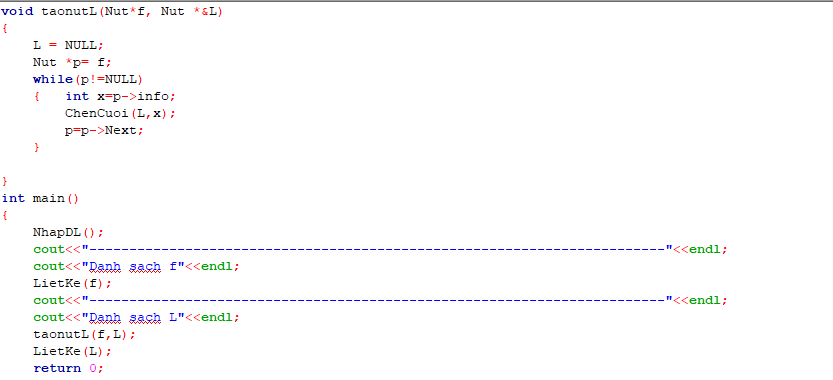 void taonutL(Nut*f, Nut *&L)
{
L = NULL;
Nut *p= f;
while(p!=NULL)
{ int x=p->info;
ChenCuoi(L,x);
p=p->Next;
}
}
int main()
{
NhapDL();
cout<<"------------------------------------------------------------------------"<<endl;
cout<<"Danh sach f"<<endl;
LietKe(f);
cout<<"------------------------------------------------------------------------"<<endl;
cout<<"Danh sach L"<<endl;
taonutL(f,L);
LietKe(L);
return 0;